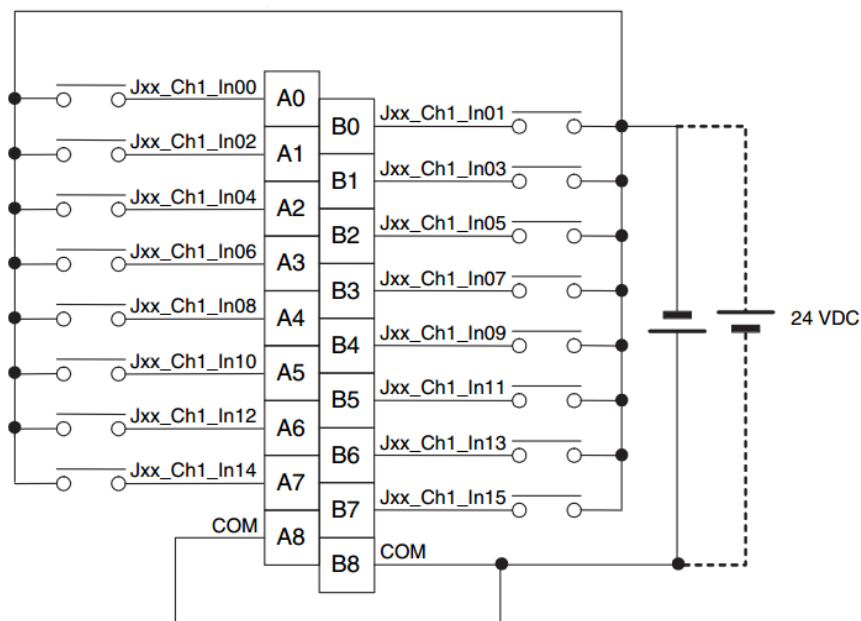 Jxx_Ch1_In00 A0
B0 Jxx_Ch1_In01
Jxx_Ch1_In02 A1
B1 Jxx_Ch1_In03
Jxx_Ch1_In04 A2
B2 Jxx_Ch1_In05
Jxx_Ch1_In06 A3
B3 Jxx_Ch1_In07
Jxx_Ch1_In08 A4
24 VDC
B4 Jxx_Ch1_In09
Jxx_Ch1_In10 A5
B5 Jxx_Ch1_In11
Jxx_Ch1_In12 A6
B6 Jxx_Ch1_In13
Jxx_Ch1_In14 A7
B7 Jxx_Ch1_In15
COM A8
B8 COM